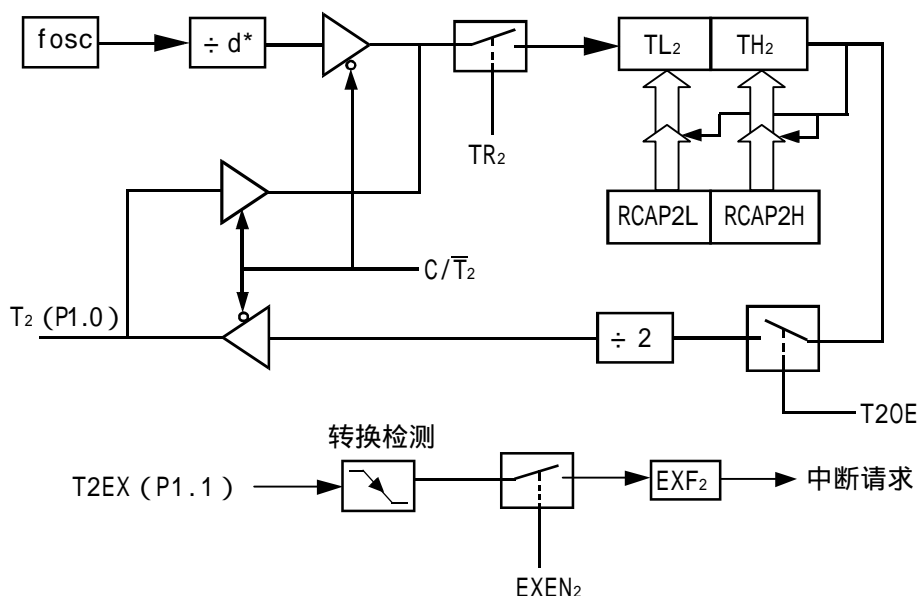 fosc
÷ d*
TL₂
TH₂
TR₂
RCAP2L
RCAP2H
C/T̅₂
T₂ (P1.0)
÷ 2
T2OE
转换检测
T2EX (P1.1)
EXF₂
中断请求
EXEN₂